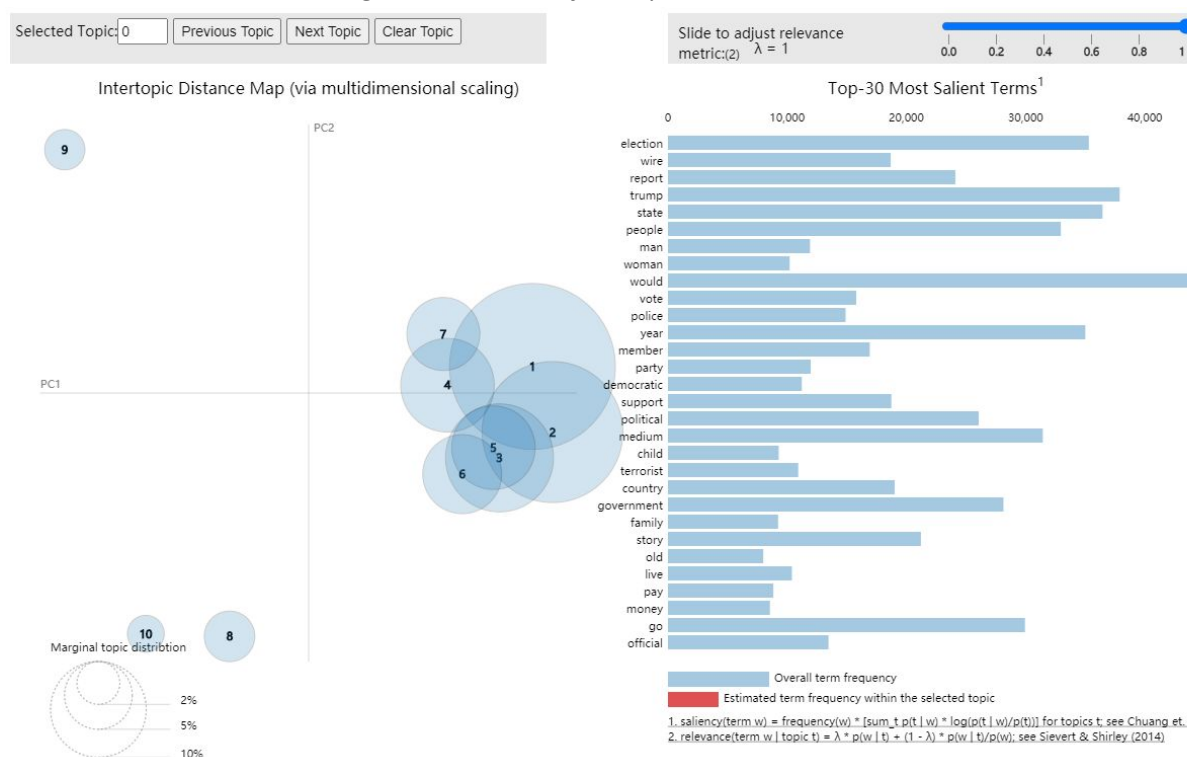 Selected Topic: 0 Previous Topic Next Topic Clear Topic
Slide to adjust relevance
metric:(2) λ = 1
0.0 0.2 0.4 0.6 0.8 1
Intertopic Distance Map (via multidimensional scaling)
PC2
PC1
9
7
1
4
2
5
3
6
10
8
Marginal topic distribtion
2%
5%
10%
Top-30 Most Salient Terms1
0 10,000 20,000 30,000 40,000
election
wire
report
trump
state
people
man
woman
would
vote
police
year
member
party
democratic
support
political
medium
child
terrorist
country
government
family
story
old
live
pay
money
go
official
Overall term frequency
Estimated term frequency within the selected topic
1. saliency(term w) = frequency(w) * [sum_t p(t | w) * log(p(t | w)/p(t))] for topics t; see Chuang et.
2. relevance(term w | topic t) = λ * p(w | t) + (1 - λ) * p(w | t)/p(w); see Sievert & Shirley (2014)